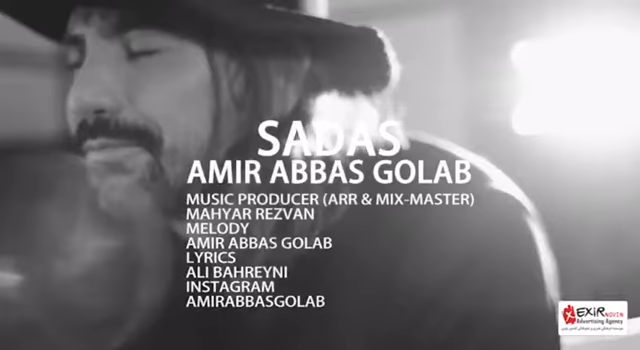 SADAS
AMIR ABBAS GOLAB
MUSIC PRODUCER (ARR & MIX-MASTER)
MAHYAR REZVAN
MELODY
AMIR ABBAS GOLAB
LYRICS
ALI BAHREYNI
INSTAGRAM
AMIRABBASGOLAB
EXIR NOVIN
Advertising Agency